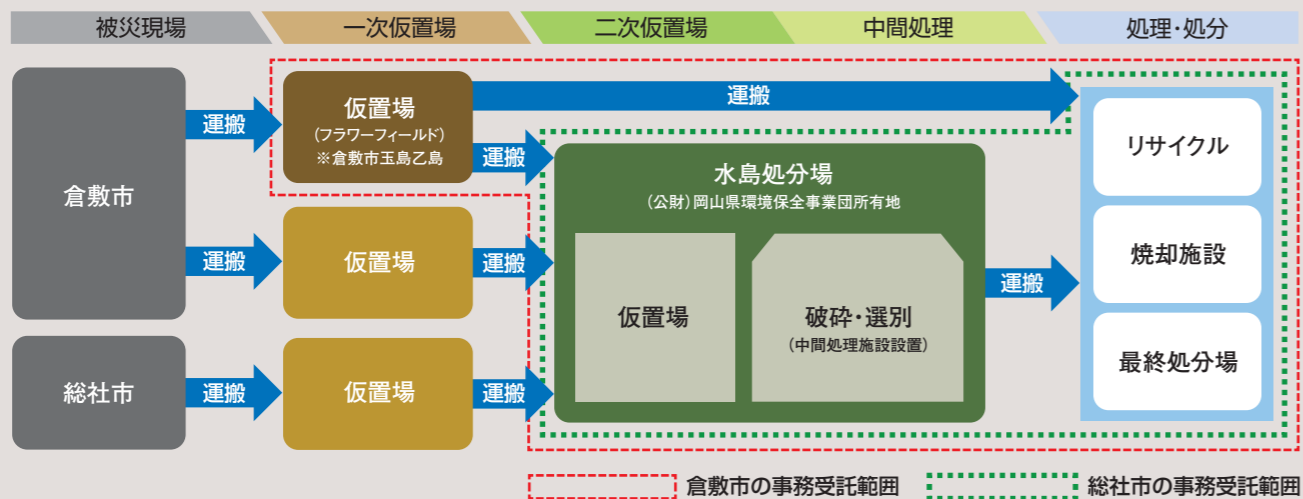 被災現場
一次仮置場
二次仮置場
中間処理
処理・処分
倉敷市
運搬
仮置場
(フラワーフィールド)
※倉敷市玉島乙島
運搬
運搬
運搬
仮置場
運搬
総社市
運搬
仮置場
運搬
水島処分場
(公財)岡山県環境保全事業団所有地
仮置場
破砕・選別
(中間処理施設設置)
運搬
リサイクル
焼却施設
最終処分場
倉敷市の事務受託範囲
総社市の事務受託範囲